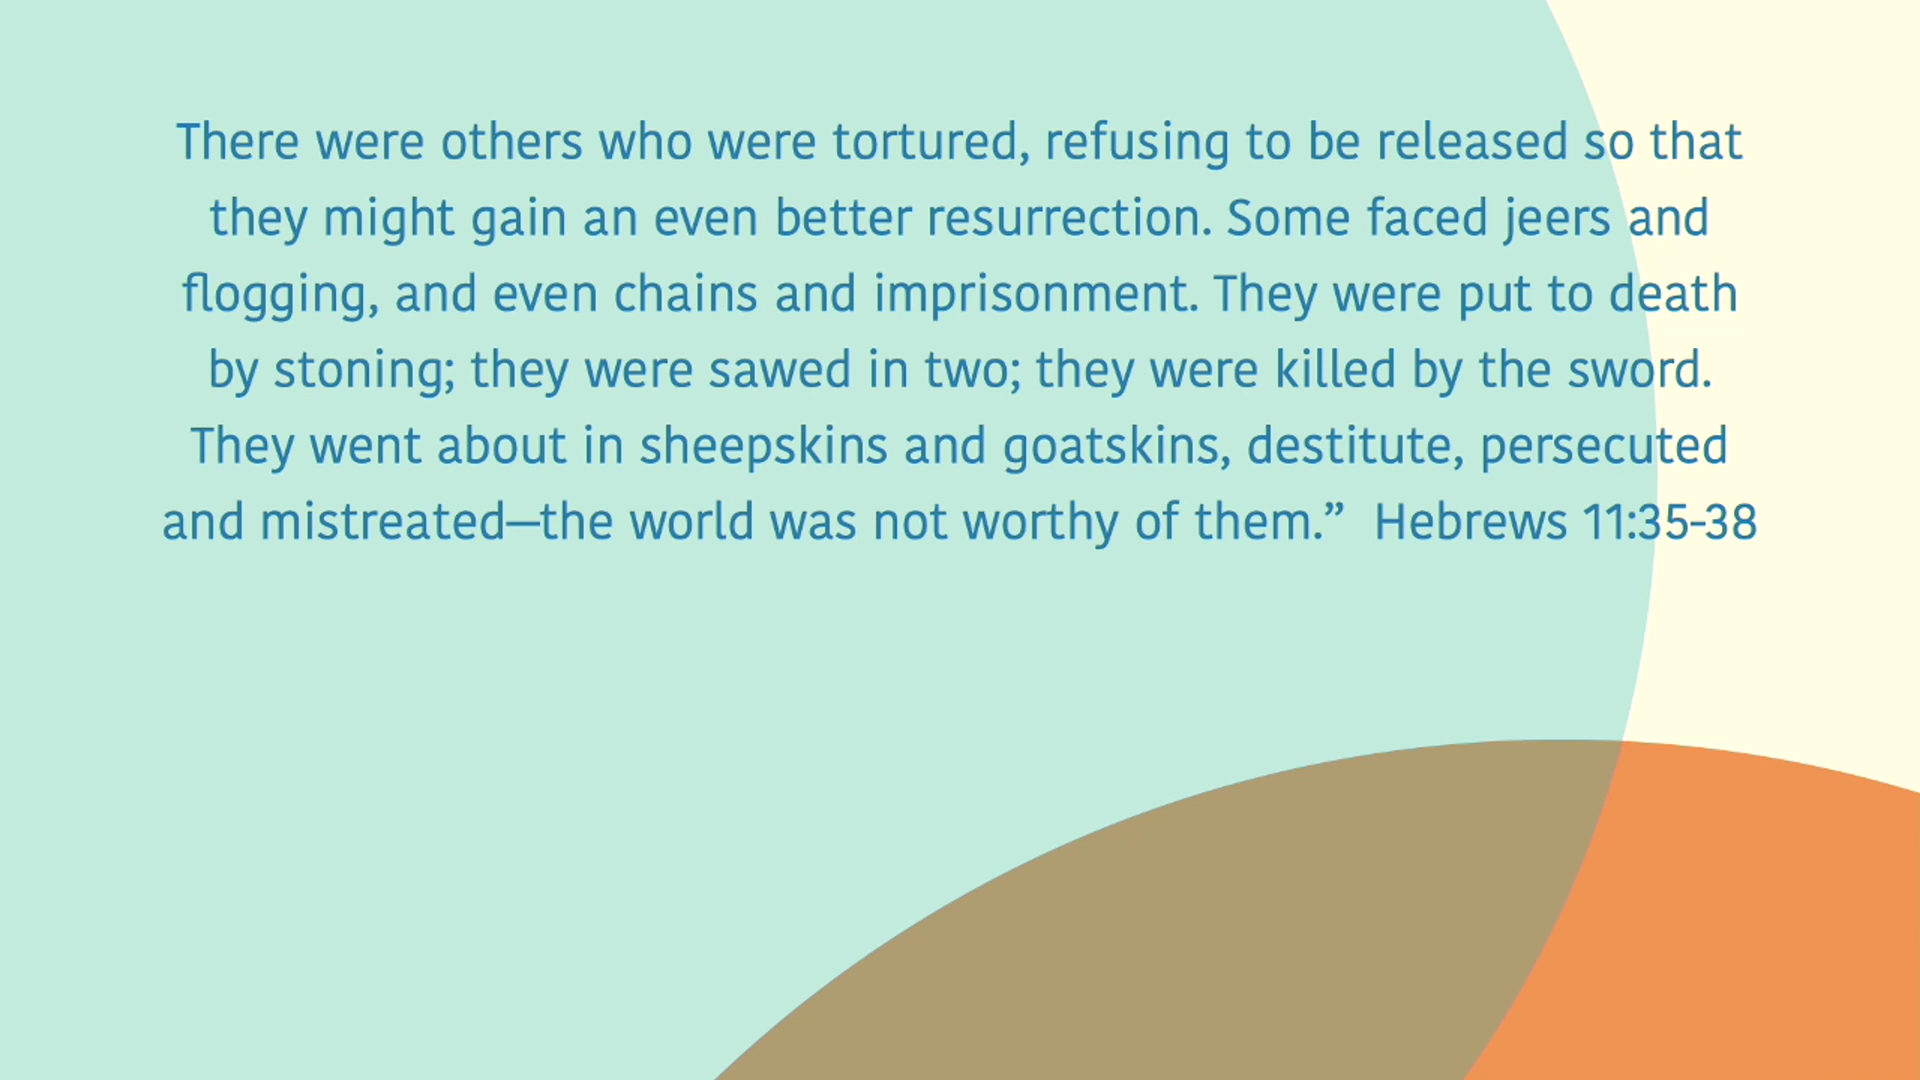 There were others who were tortured, refusing to be released so that
they might gain an even better resurrection. Some faced jeers and
flogging, and even chains and imprisonment. They were put to death
by stoning; they were sawed in two; they were killed by the sword.
They went about in sheepskins and goatskins, destitute, persecuted
and mistreated—the world was not worthy of them.”  Hebrews 11:35-38